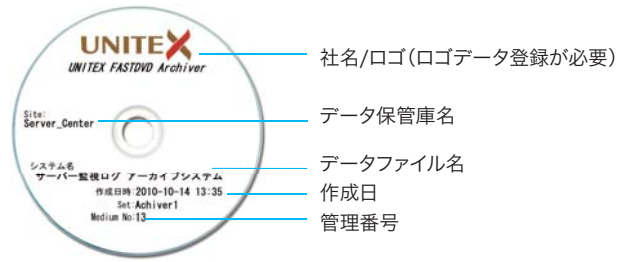 UNITEX
UNITEX FASTDVD Archiver
社名/ロゴ(ロゴデータ登録が必要)
Site:
Server_Center
データ保管庫名
システム名
サーバー監視ログ アーカイブシステム
データファイル名
作成日時:2010-10-14 13:35
作成日
Set:Achiver1
Medium No:13
管理番号